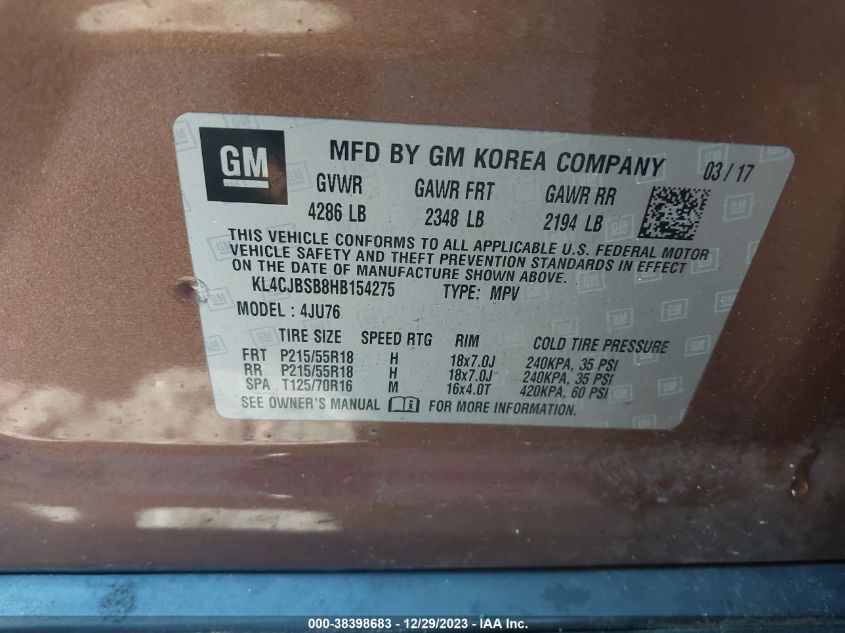 GM
MFD BY GM KOREA COMPANY 03/17
GVWR GAWR FRT GAWR RR
4286 LB 2348 LB 2194 LB
THIS VEHICLE CONFORMS TO ALL APPLICABLE U.S. FEDERAL MOTOR
VEHICLE SAFETY AND THEFT PREVENTION STANDARDS IN EFFECT
ON THE DATE OF MANUFACTURE SHOWN ABOVE.
KL4CJBSB8HB154275 TYPE: MPV
MODEL : 4JU76
TIRE SIZE SPEED RTG RIM COLD TIRE PRESSURE
FRT P215/55R18 H 18x7.0J 240KPA, 35 PSI
RR P215/55R18 H 18x7.0J 240KPA, 35 PSI
SPA T125/70R16 M 16x4.0T 420KPA, 60 PSI
SEE OWNER'S MANUAL FOR MORE INFORMATION.
000-38398683 - 12/29/2023 - IAA Inc.